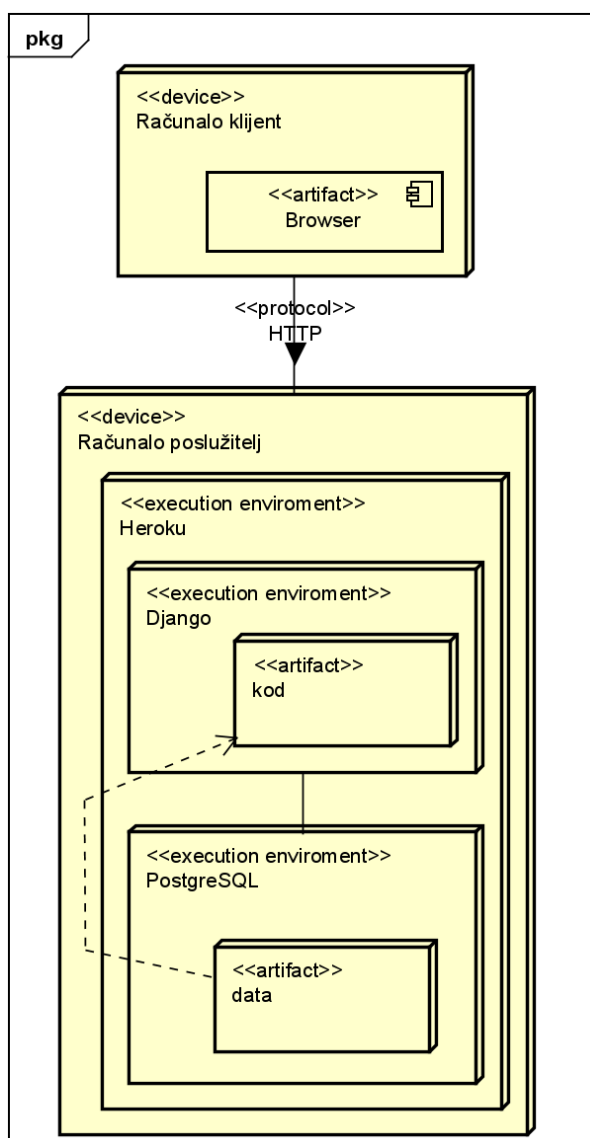 pkg
<<device>>
Računalo klijent
<<artifact>>
Browser
<<protocol>>
HTTP
<<device>>
Računalo poslužitelj
<<execution enviroment>>
Heroku
<<execution enviroment>>
Django
<<artifact>>
kod
<<execution enviroment>>
PostgreSQL
<<artifact>>
data